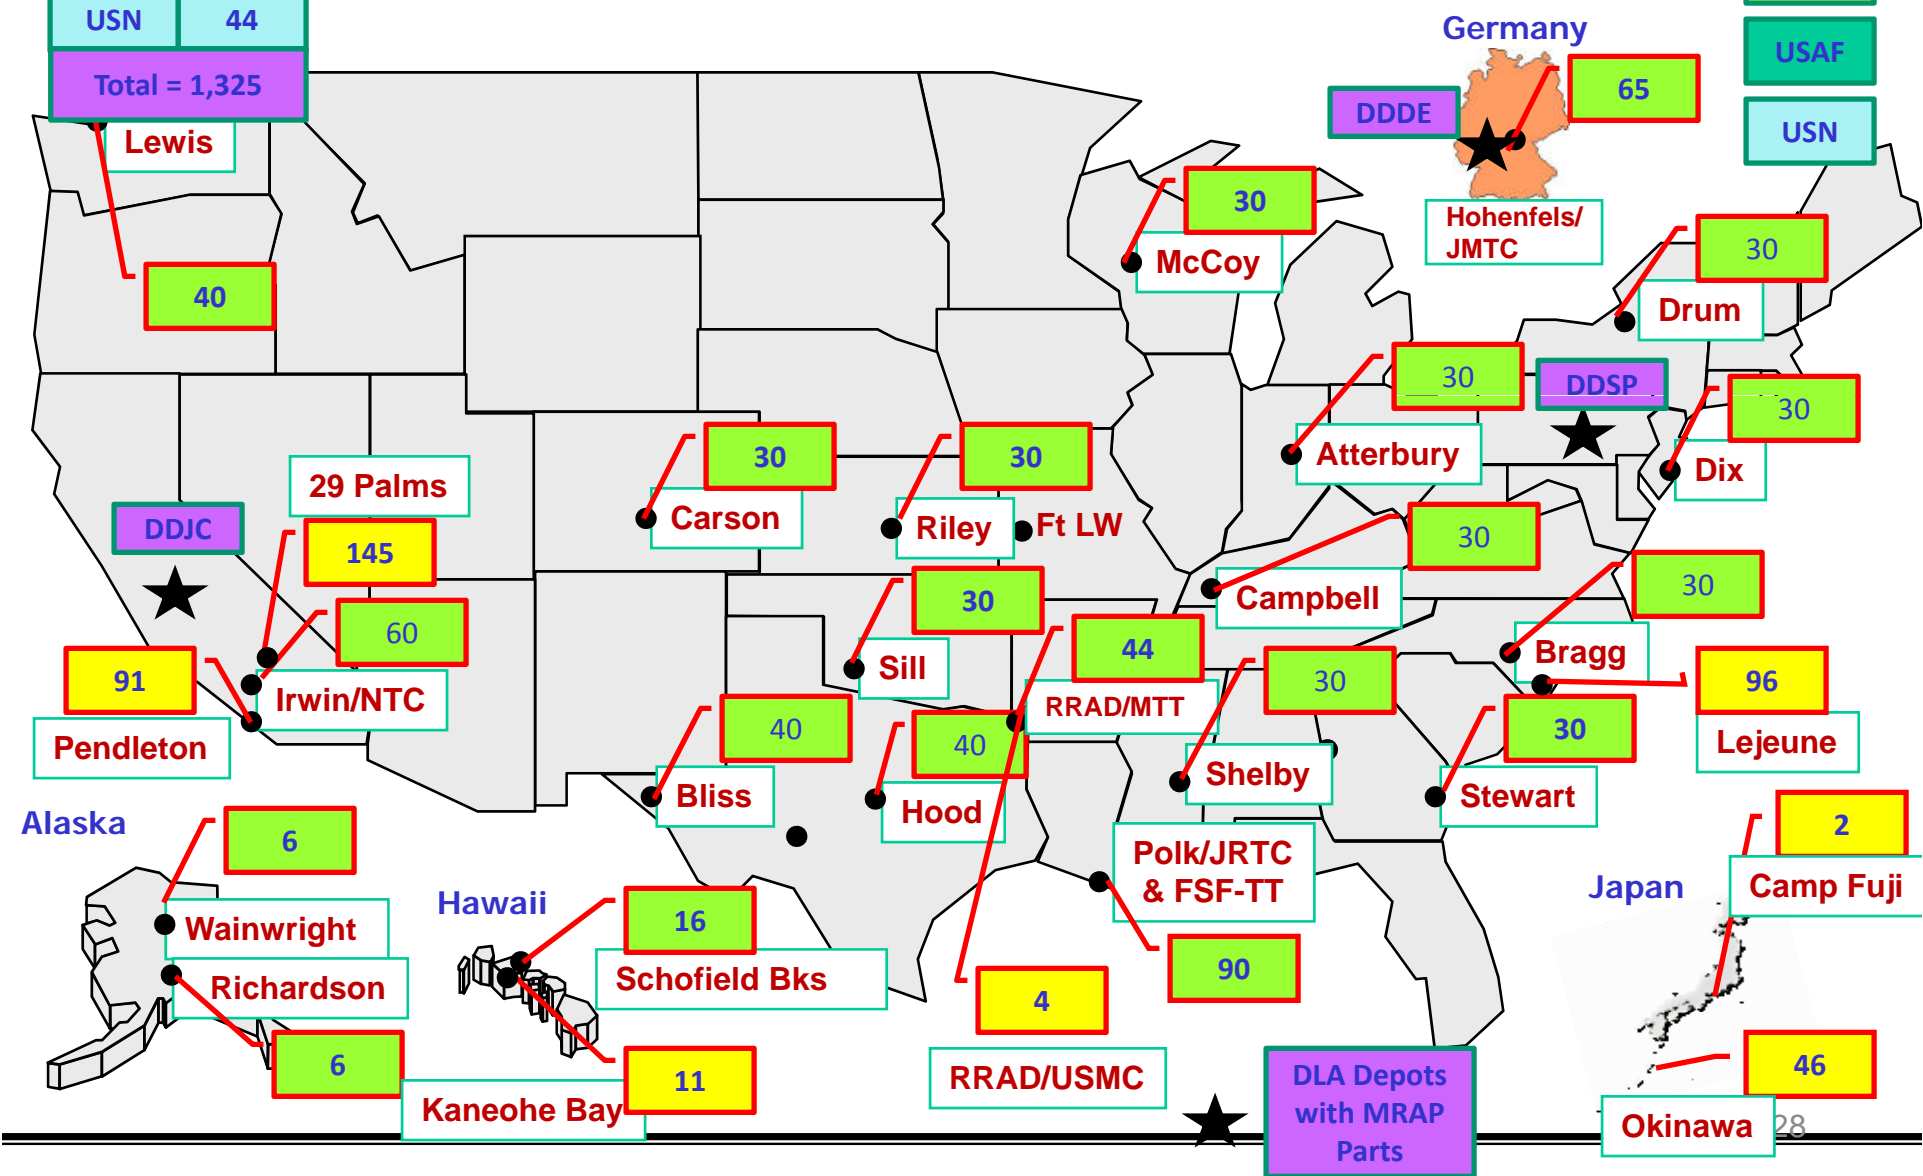 USN 44
Total = 1,325
Germany
USAF
USN
DDDE
65
Hohenfels/
JMTC
Lewis
40
30
McCoy
30
Drum
30
DDSP
30
Atterbury
Dix
29 Palms
145
DDJC
60
Irwin/NTC
91
Pendleton
30
Carson
30
Riley
Ft LW
30
Sill
44
RRAD/MTT
30
Campbell
30
Bragg
96
Lejeune
30
Shelby
30
Stewart
40
Bliss
40
Hood
Polk/JRTC
& FSF-TT
90
Alaska
6
Wainwright
Richardson
6
Hawaii
16
Schofield Bks
11
Kaneohe Bay
4
RRAD/USMC
DLA Depots
with MRAP
Parts
Japan
2
Camp Fuji
46
Okinawa
28